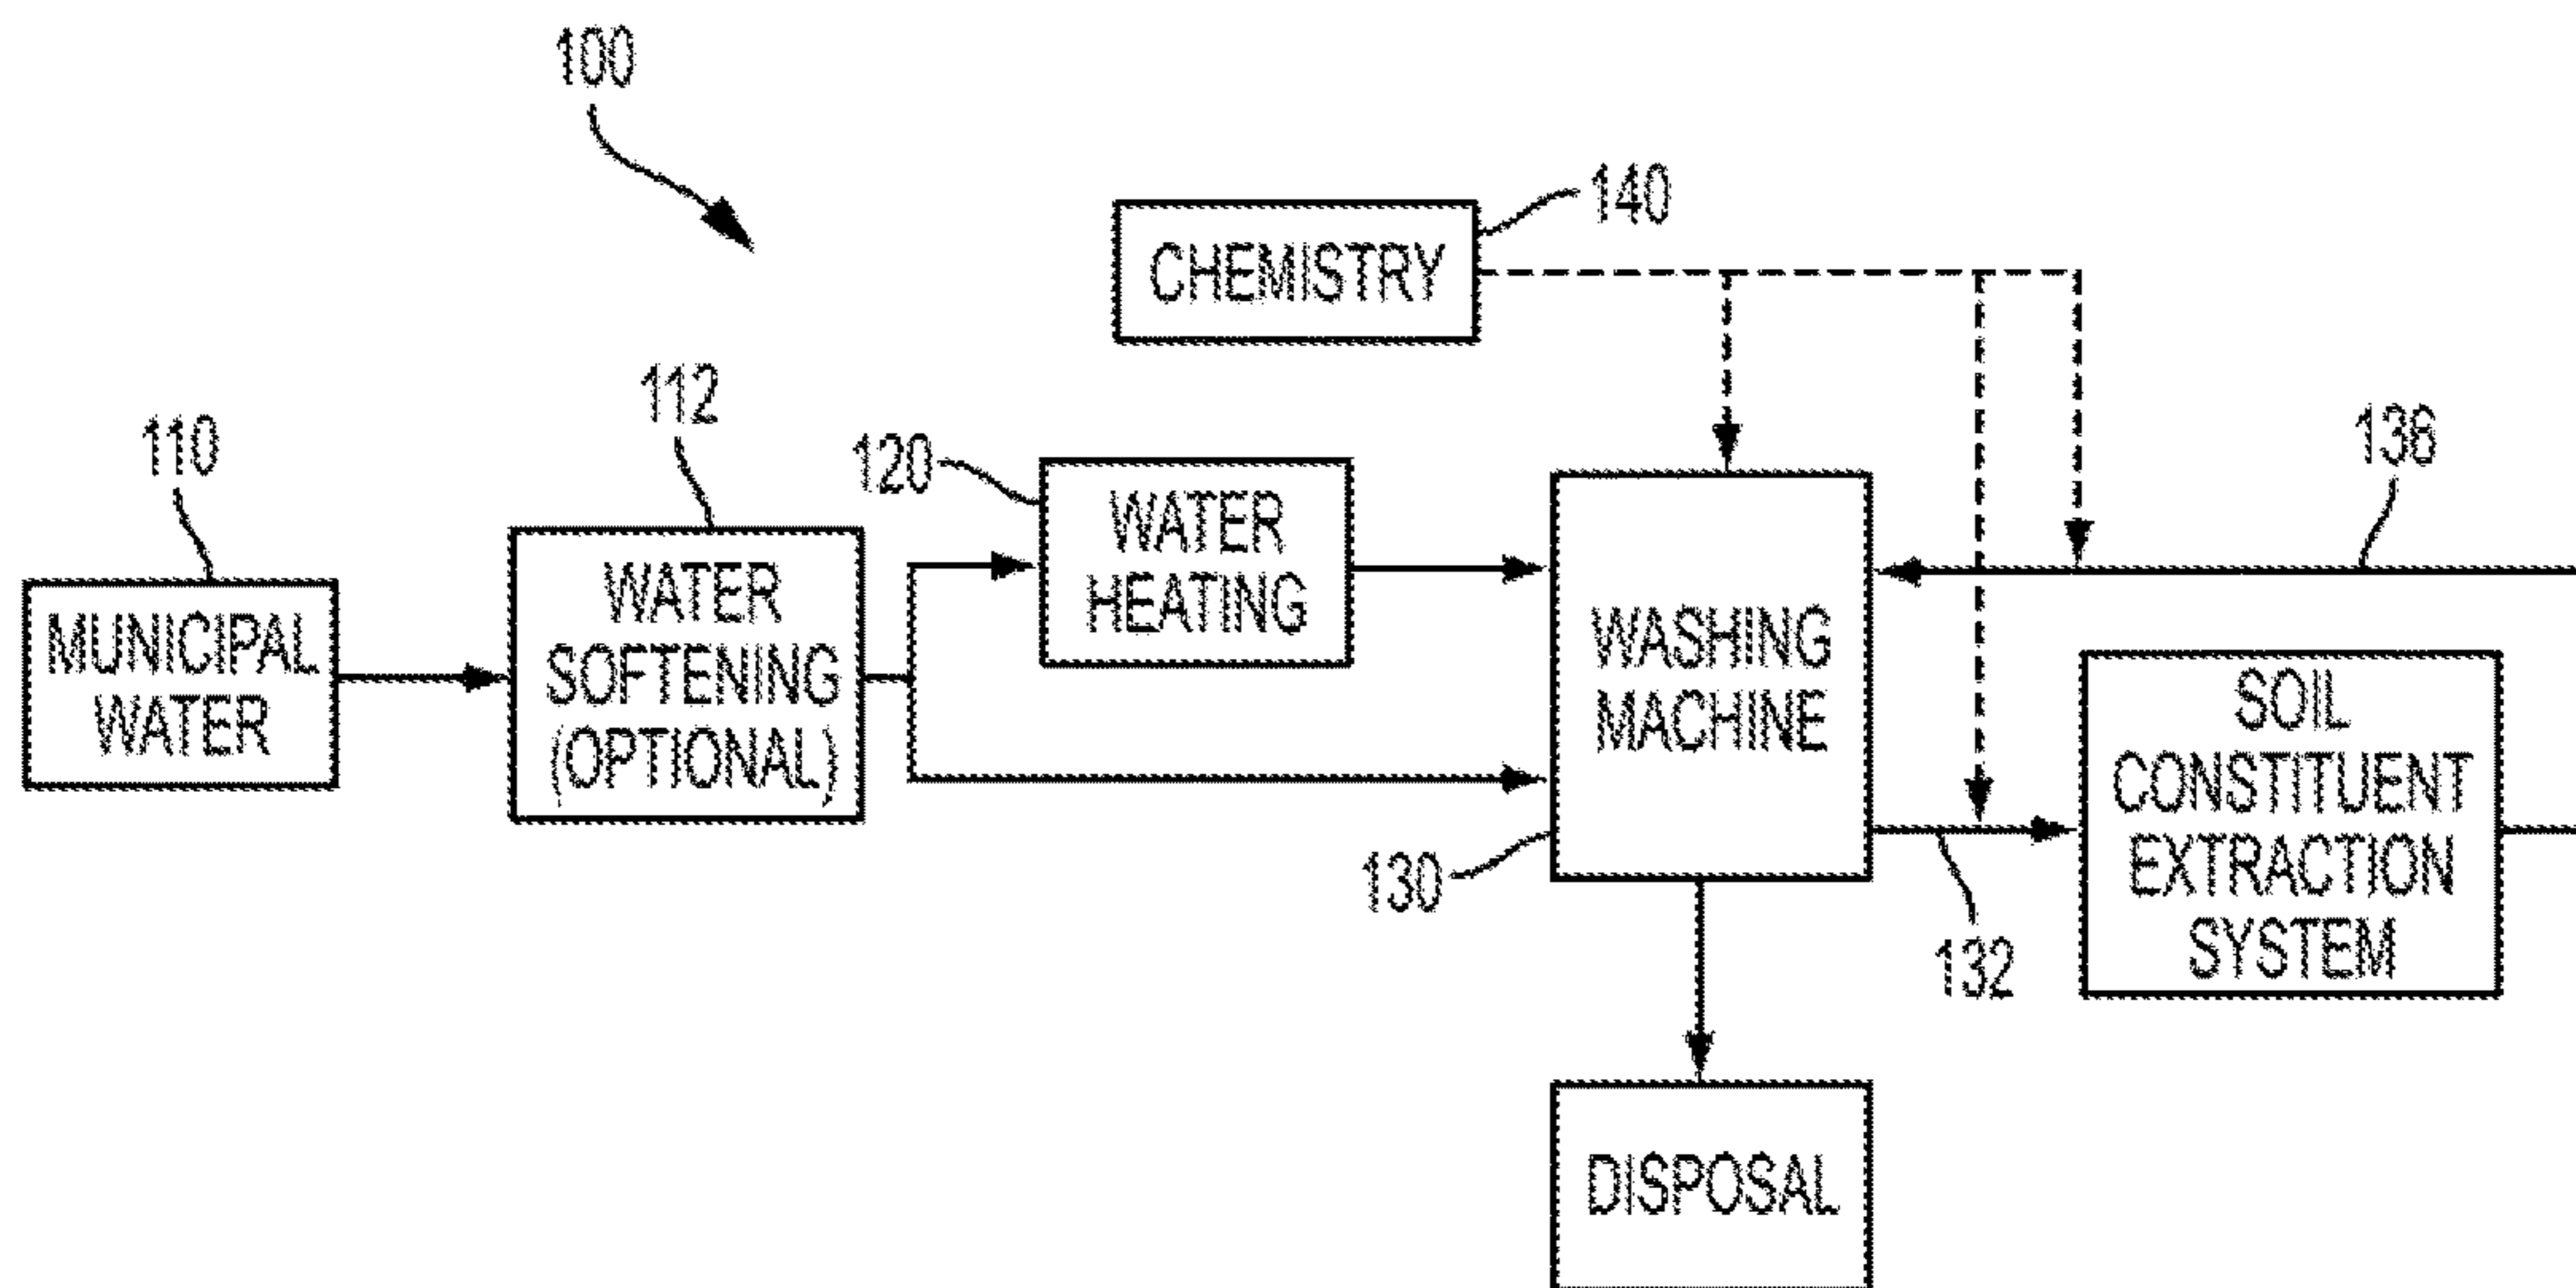 100
140
CHEMISTRY
112
110
120
136
WATER
HEATING
WATER
SOFTENING
(OPTIONAL)
MUNICIPAL
WATER
WASHING
MACHINE
SOIL
CONSTITUENT
EXTRACTION
SYSTEM
130
132
DISPOSAL